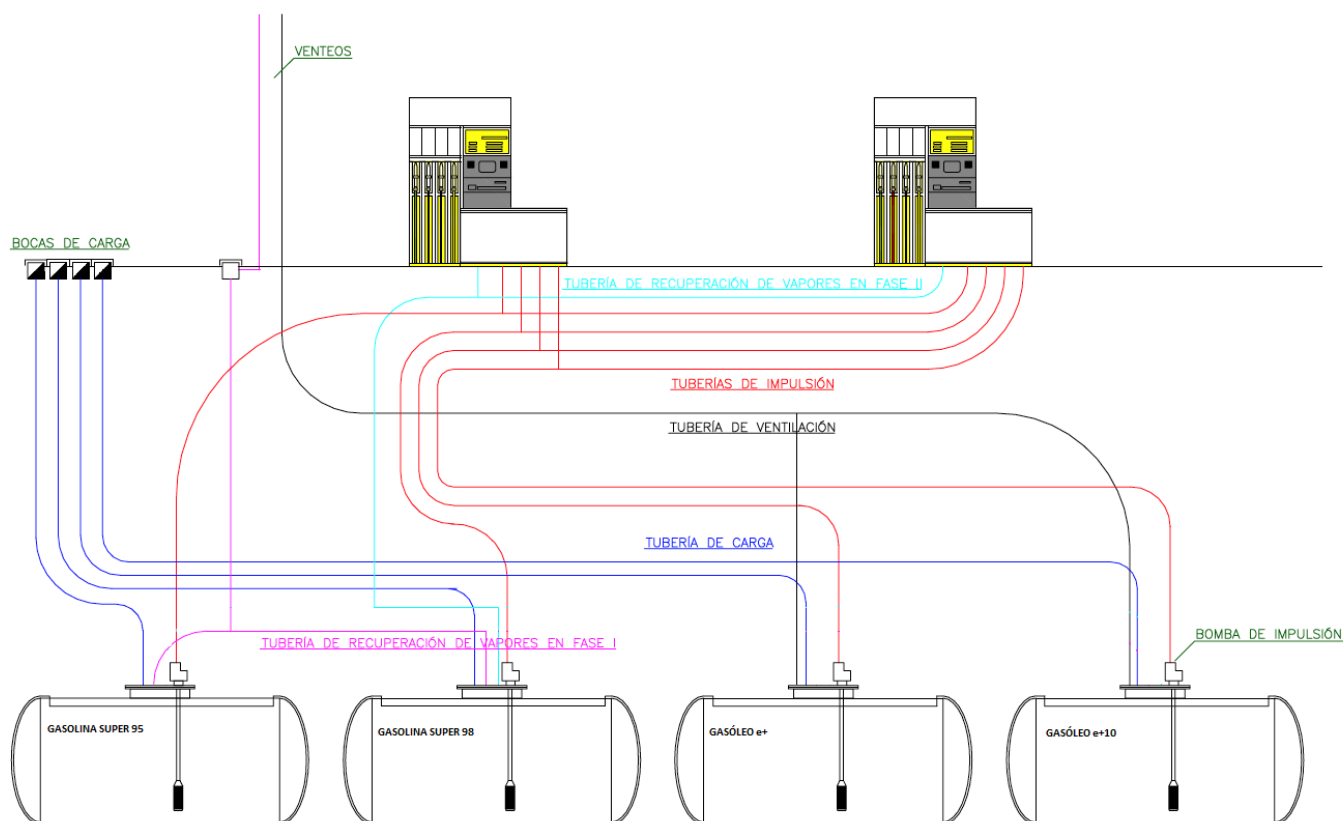 VENTEOS
BOCAS DE CARGA
TUBERÍA DE RECUPERACIÓN DE VAPORES EN FASE II
TUBERÍAS DE IMPULSIÓN
TUBERÍA DE VENTILACIÓN
TUBERÍA DE CARGA
TUBERÍA DE RECUPERACIÓN DE VAPORES EN FASE I
BOMBA DE IMPULSIÓN
GASOLINA SUPER 95
GASOLINA SUPER 98
GASÓLEO e+
GASÓLEO e+10